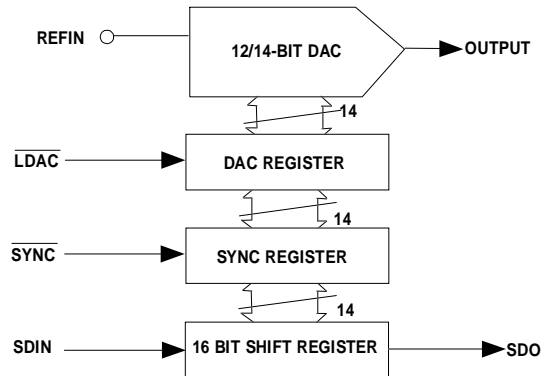 REFIN
12/14-BIT DAC
OUTPUT
14
LDAC
DAC REGISTER
14
SYNC
SYNC REGISTER
14
SDIN
16 BIT SHIFT REGISTER
SDO